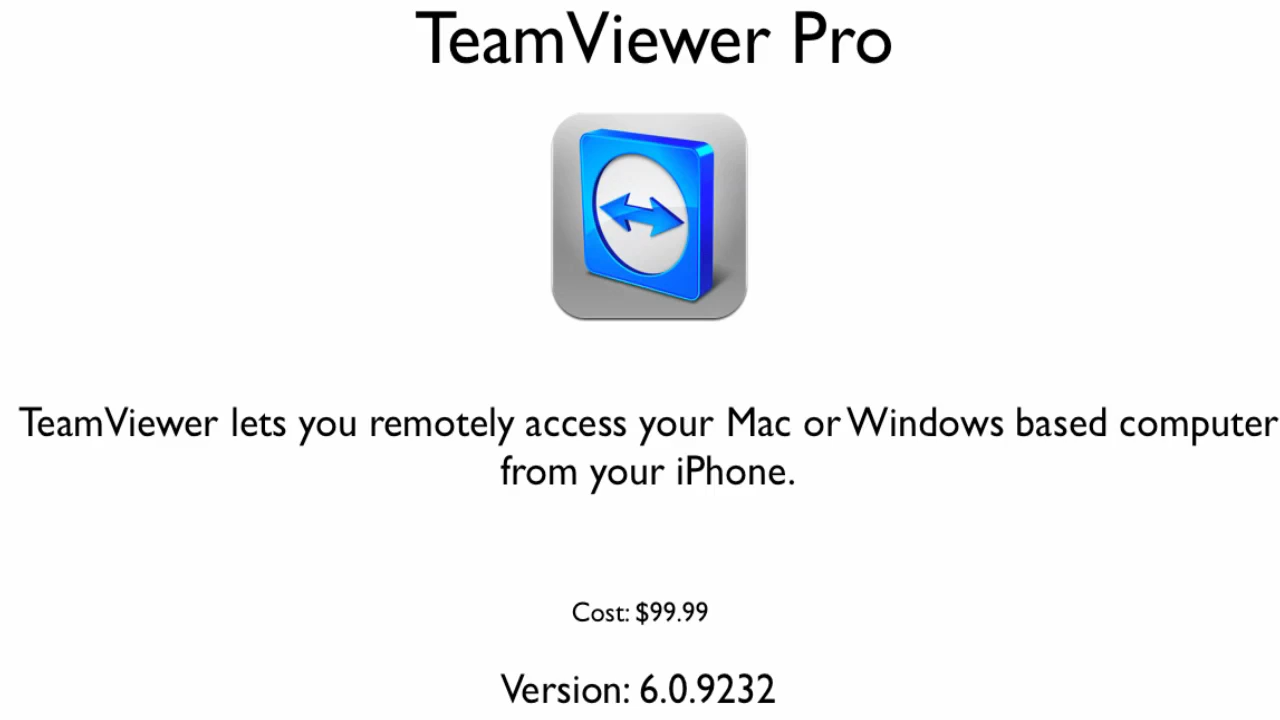 TeamViewer Pro
TeamViewer lets you remotely access your Mac or Windows based computer
from your iPhone.
Cost: $99.99
Version: 6.0.9232